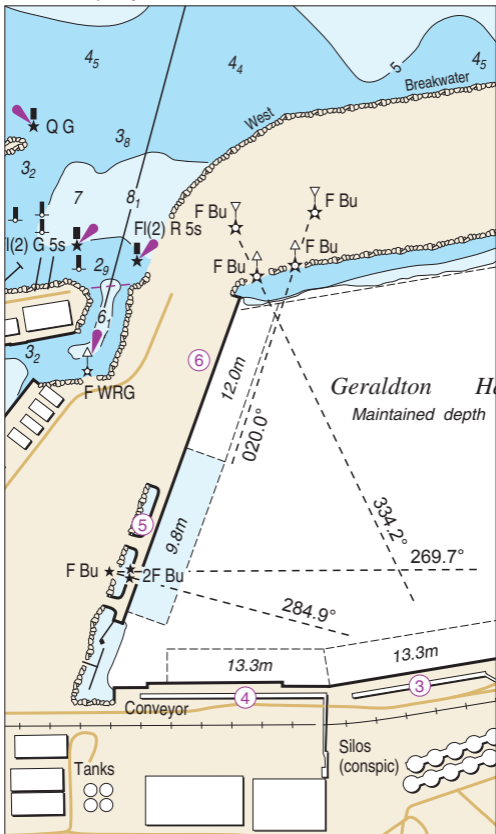 4₅
4₄
5
4₅
Breakwater
West
Q G
3₈
3₂
7
8₁
F Bu
F Bu
Fl(2) R 5s
Fl(2) G 5s
F Bu
F Bu
2₉
6₁
3₂
F WRG
6
12.0m
020.0°
Geraldton Ha
Maintained depth
334.2°
5
9.8m
F Bu
2F Bu
269.7°
284.9°
13.3m
13.3m
3
4
Conveyor
Silos
(conspic)
Tanks